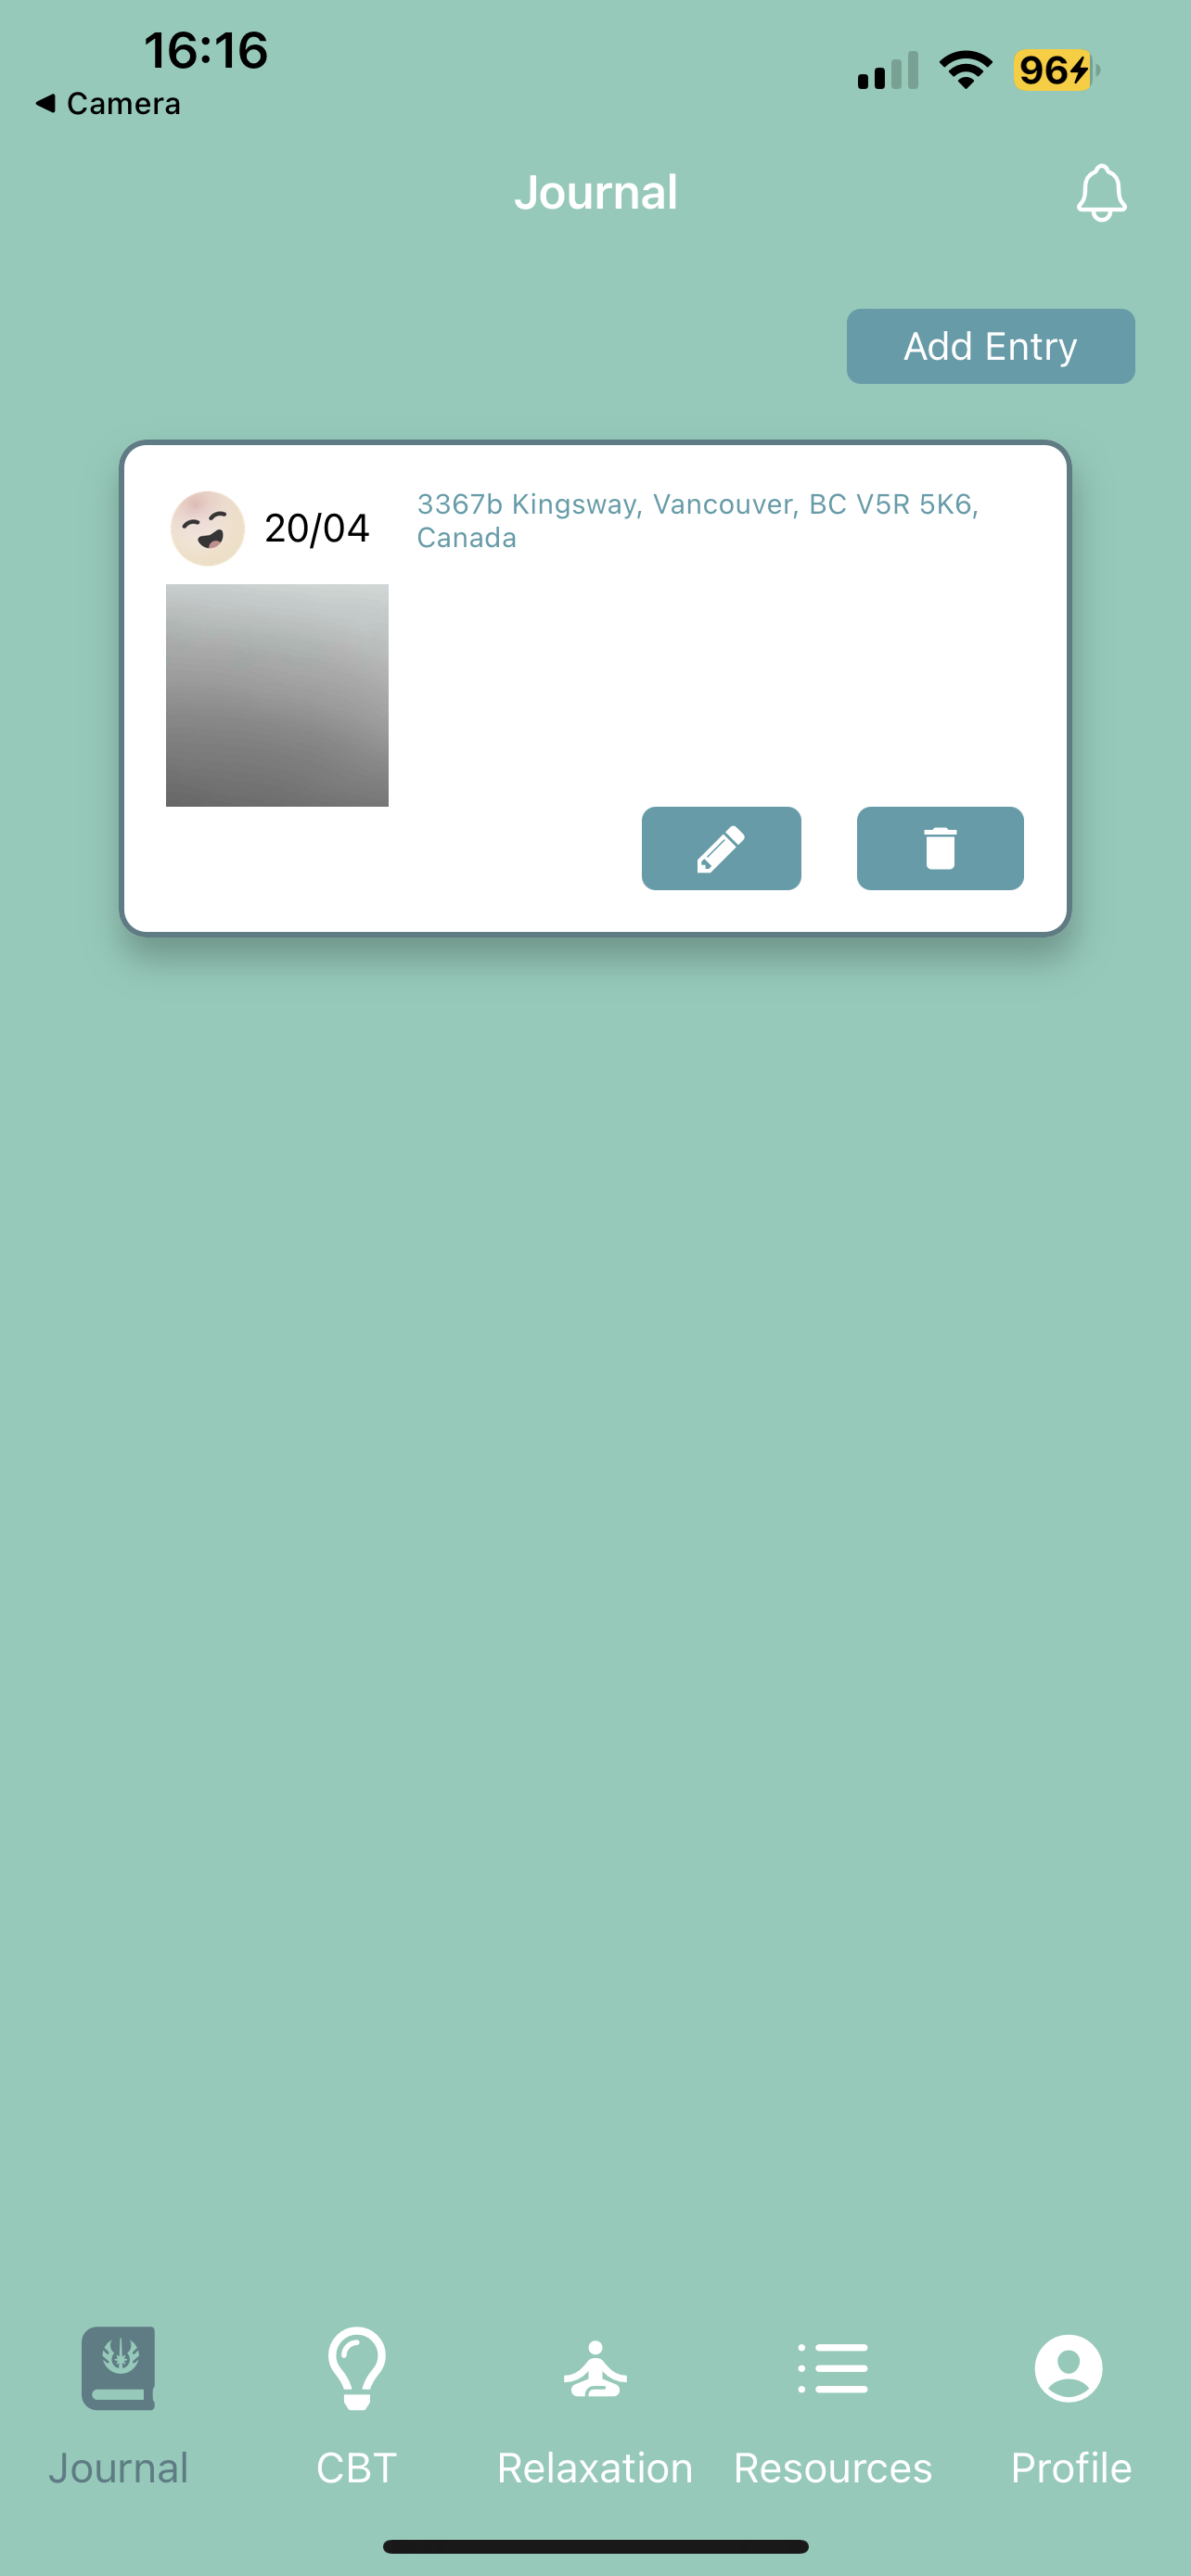 16:16
96
Camera
Journal
Add Entry
20/04
3367b Kingsway, Vancouver, BC V5R 5K6,
Canada
Journal
CBT
Relaxation
Resources
Profile